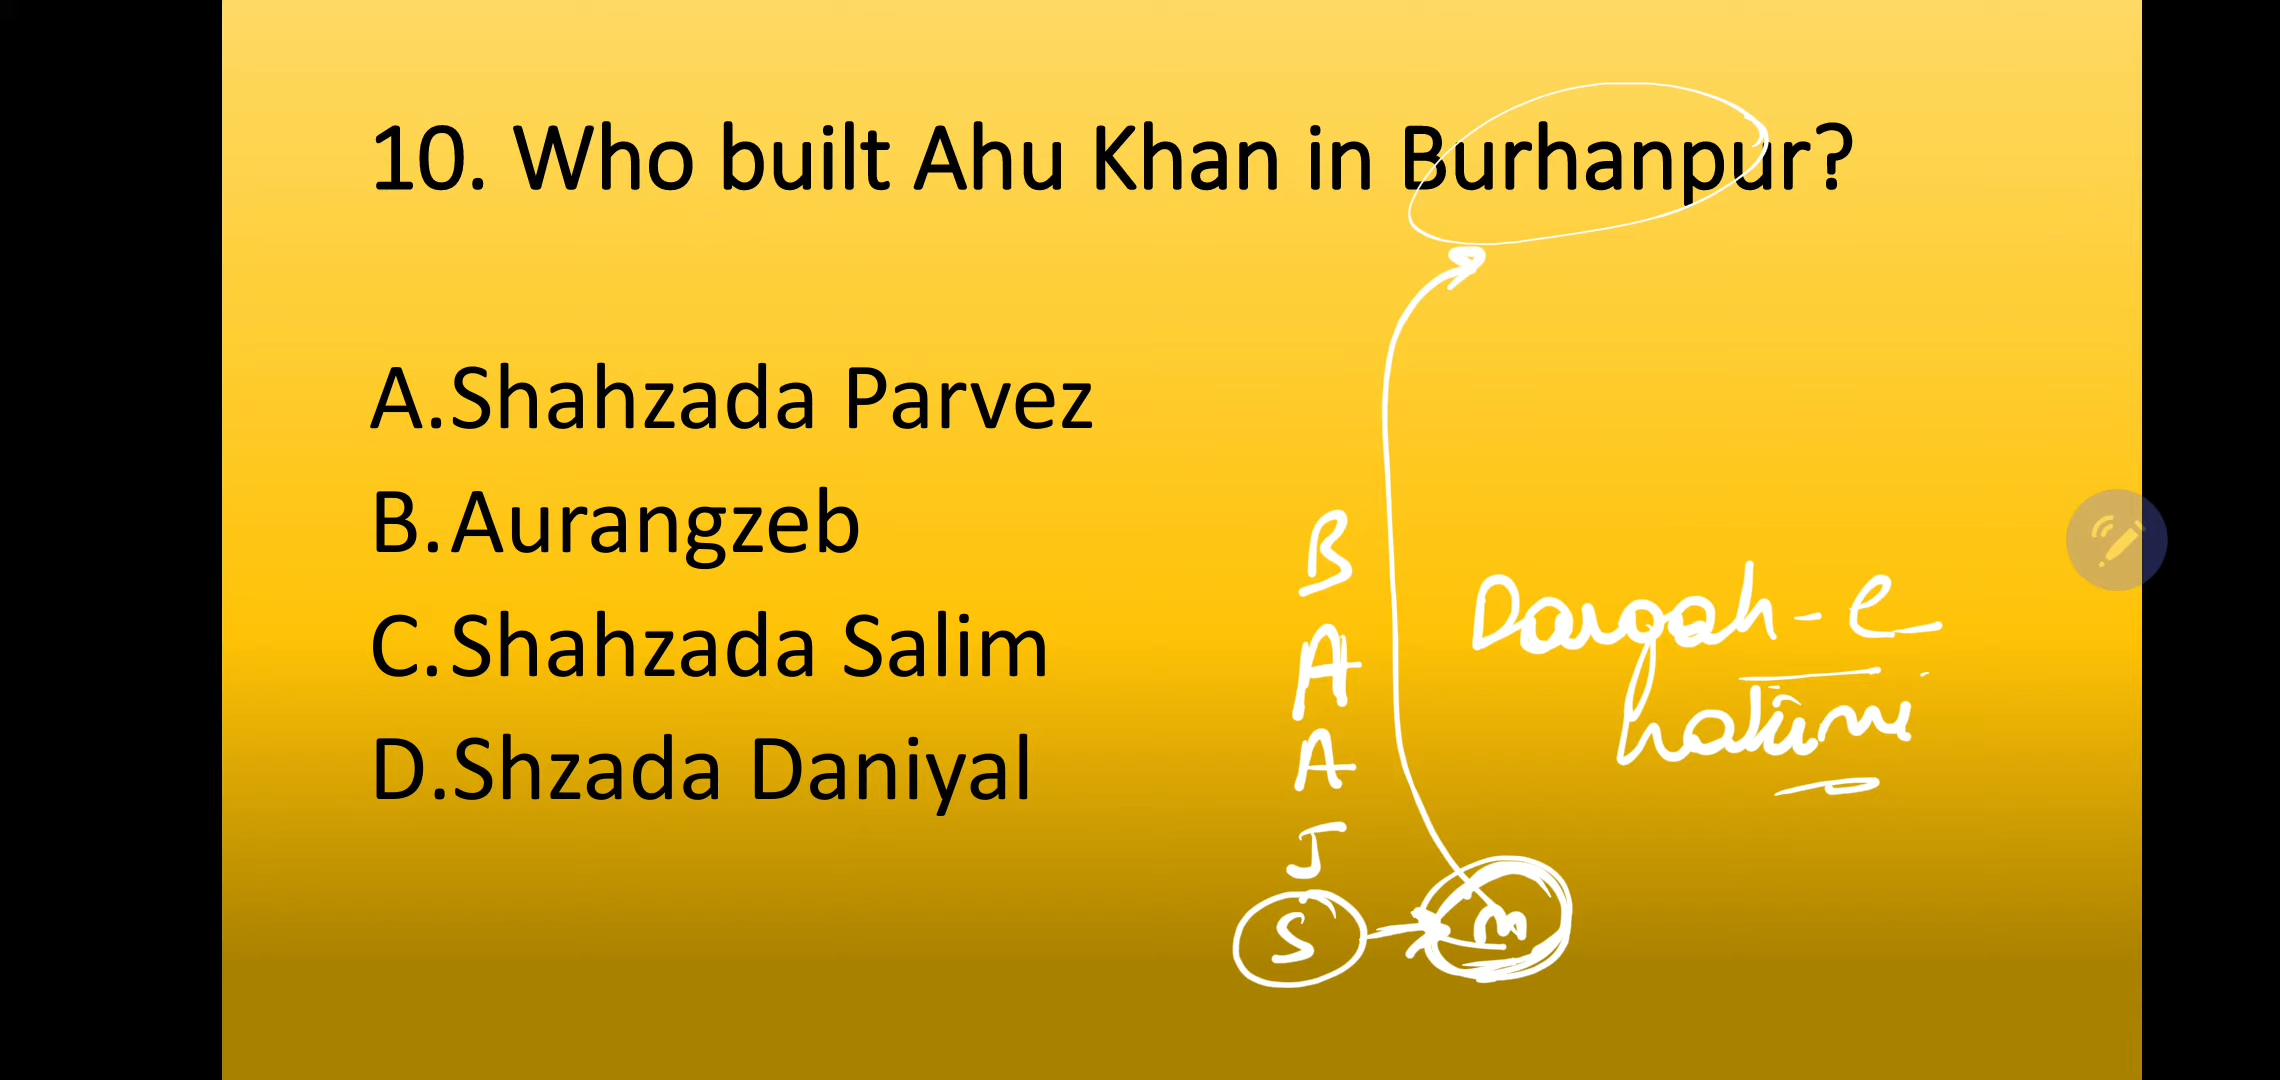 10. Who built Ahu Khan in Burhanpur?
A.Shahzada Parvez
B.Aurangzeb
C.Shahzada Salim
D.Shzada Daniyal
B
A
A
J
S
m
Dargah-e
hakimi